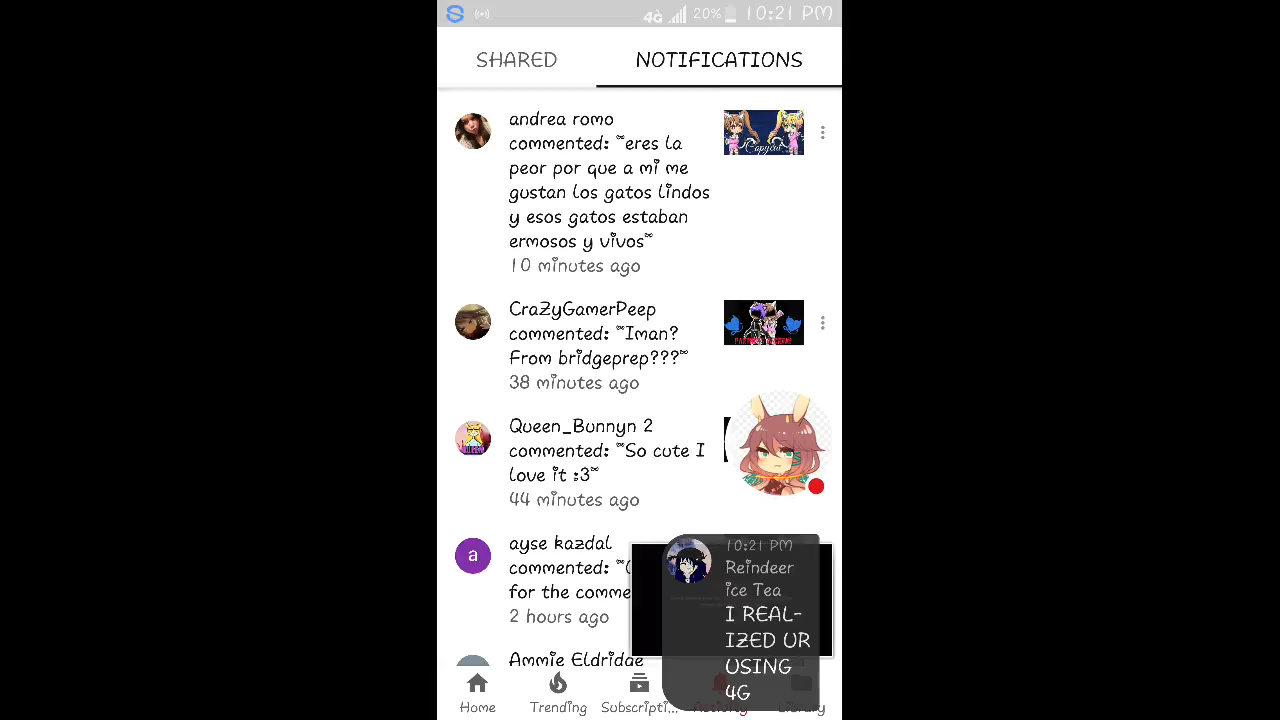 4G 20% 10:21 PM
SHARED NOTIFICATIONS
andrea romo
commented: "eres la
peor por que a mi me
gustan los gatos lindos
y esos gatos estaban
ermosos y vivos"
10 minutes ago
Copycat
CraZyGamerPeep
commented: "Iman?
From bridgeprep???"
38 minutes ago
Queen_Bunnyn 2
commented: "So cute I
love it :3"
44 minutes ago
a
ayse kazdal
commented: "
for the comme
2 hours ago
10:21 PM
Reindeer
ice Tea
I REAL-
IZED UR
USING
4G
Ammie Eldridge
Home Trending Subscripti... Activity Library